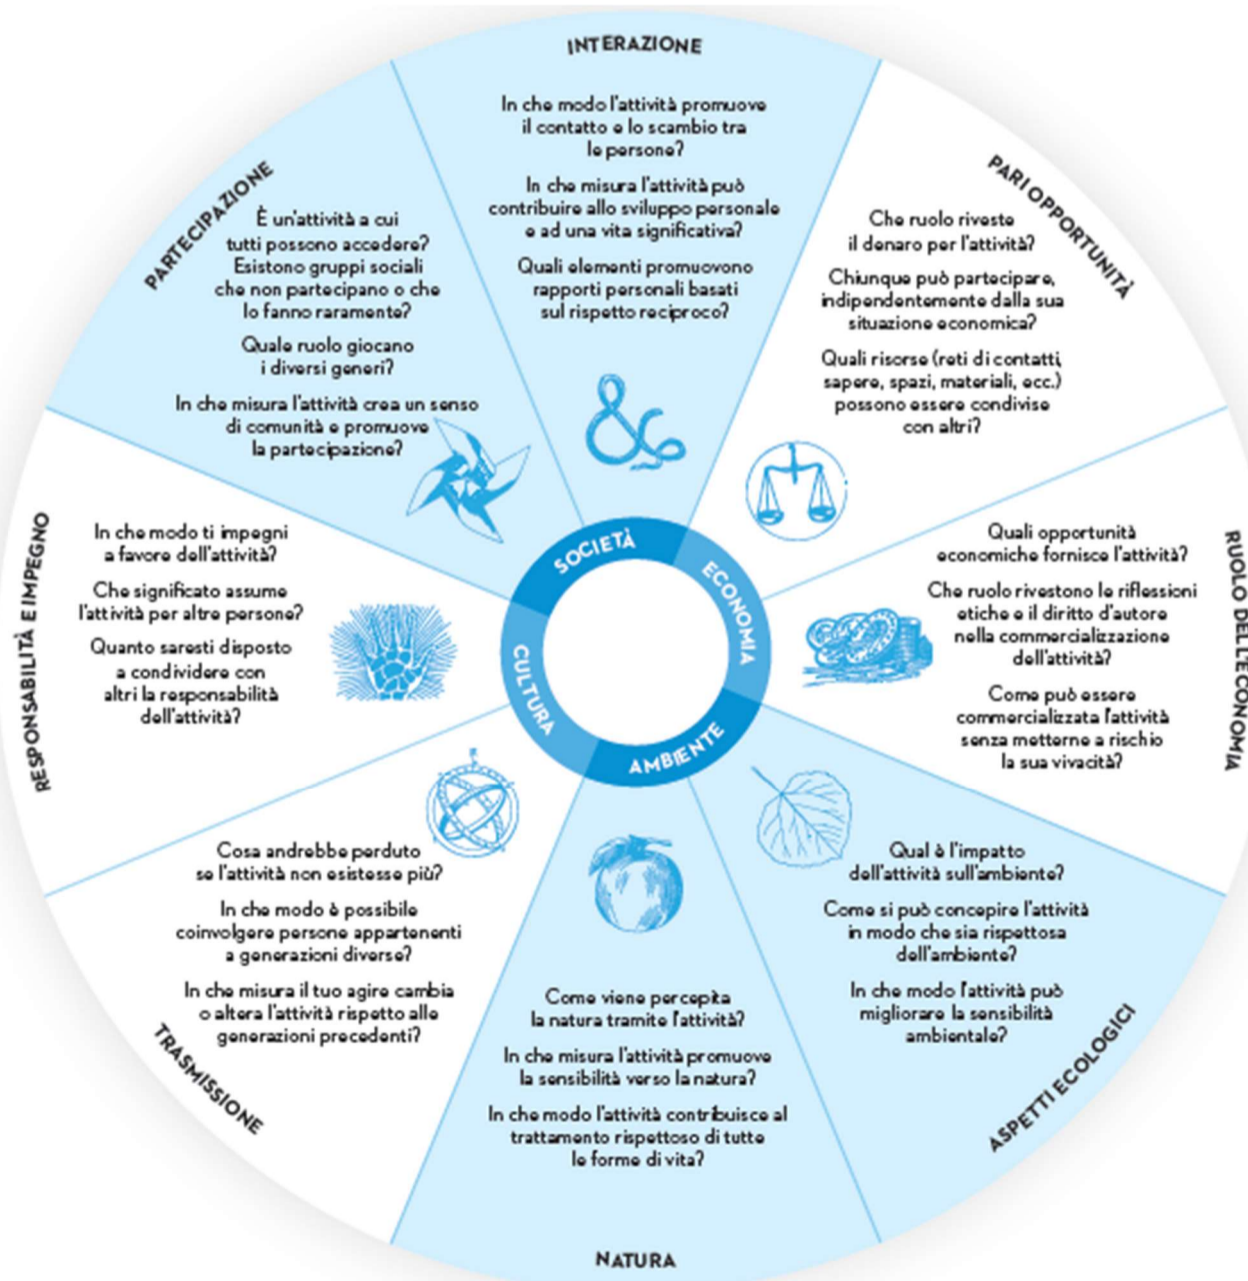 INTERAZIONE
In che modo l'attività promuove
il contatto e lo scambio tra
le persone?
In che misura l'attività può
contribuire allo sviluppo personale
e ad una vita significativa?
Quali elementi promuovono
rapporti personali basati
sul rispetto reciproco?
PARI OPPORTUNITÀ
Che ruolo riveste
il denaro per l'attività?
Chiunque può partecipare,
indipendentemente dalla sua
situazione economica?
Quali risorse (reti di contatti,
sapere, spazi, materiali, ecc.)
possono essere condivise
con altri?
RUOLO DELL'ECONOMIA
Quali opportunità
economiche fornisce l'attività?
Che ruolo rivestono le riflessioni
etiche e il diritto d'autore
nella commercializzazione
dell'attività?
Come può essere
commercializzata l'attività
senza metterne a rischio
la sua vivacità?
ASPETTI ECOLOGICI
Qual è l'impatto
dell'attività sull'ambiente?
Come si può concepire l'attività
in modo che sia rispettosa
dell'ambiente?
In che modo l'attività può
migliorare la sensibilità
ambientale?
NATURA
Come viene percepita
la natura tramite l'attività?
In che misura l'attività promuove
la sensibilità verso la natura?
In che modo l'attività contribuisce al
trattamento rispettoso di tutte
le forme di vita?
TRASMISSIONE
Cosa andrebbe perduto
se l'attività non esistesse più?
In che modo è possibile
coinvolgere persone appartenenti
a generazioni diverse?
In che misura il tuo agire cambia
o altera l'attività rispetto alle
generazioni precedenti?
RESPONSABILITÀ E IMPEGNO
In che modo ti impegni
a favore dell'attività?
Che significato assume
l'attività per altre persone?
Quanto saresti disposto
a condividere con
altri la responsabilità
dell'attività?
PARTECIPAZIONE
È un'attività a cui
tutti possono accedere?
Esistono gruppi sociali
che non partecipano o che
lo fanno raramente?
Quale ruolo giocano
i diversi generi?
In che misura l'attività crea un senso
di comunità e promuove
la partecipazione?
SOCIETÀ
ECONOMIA
AMBIENTE
CULTURA